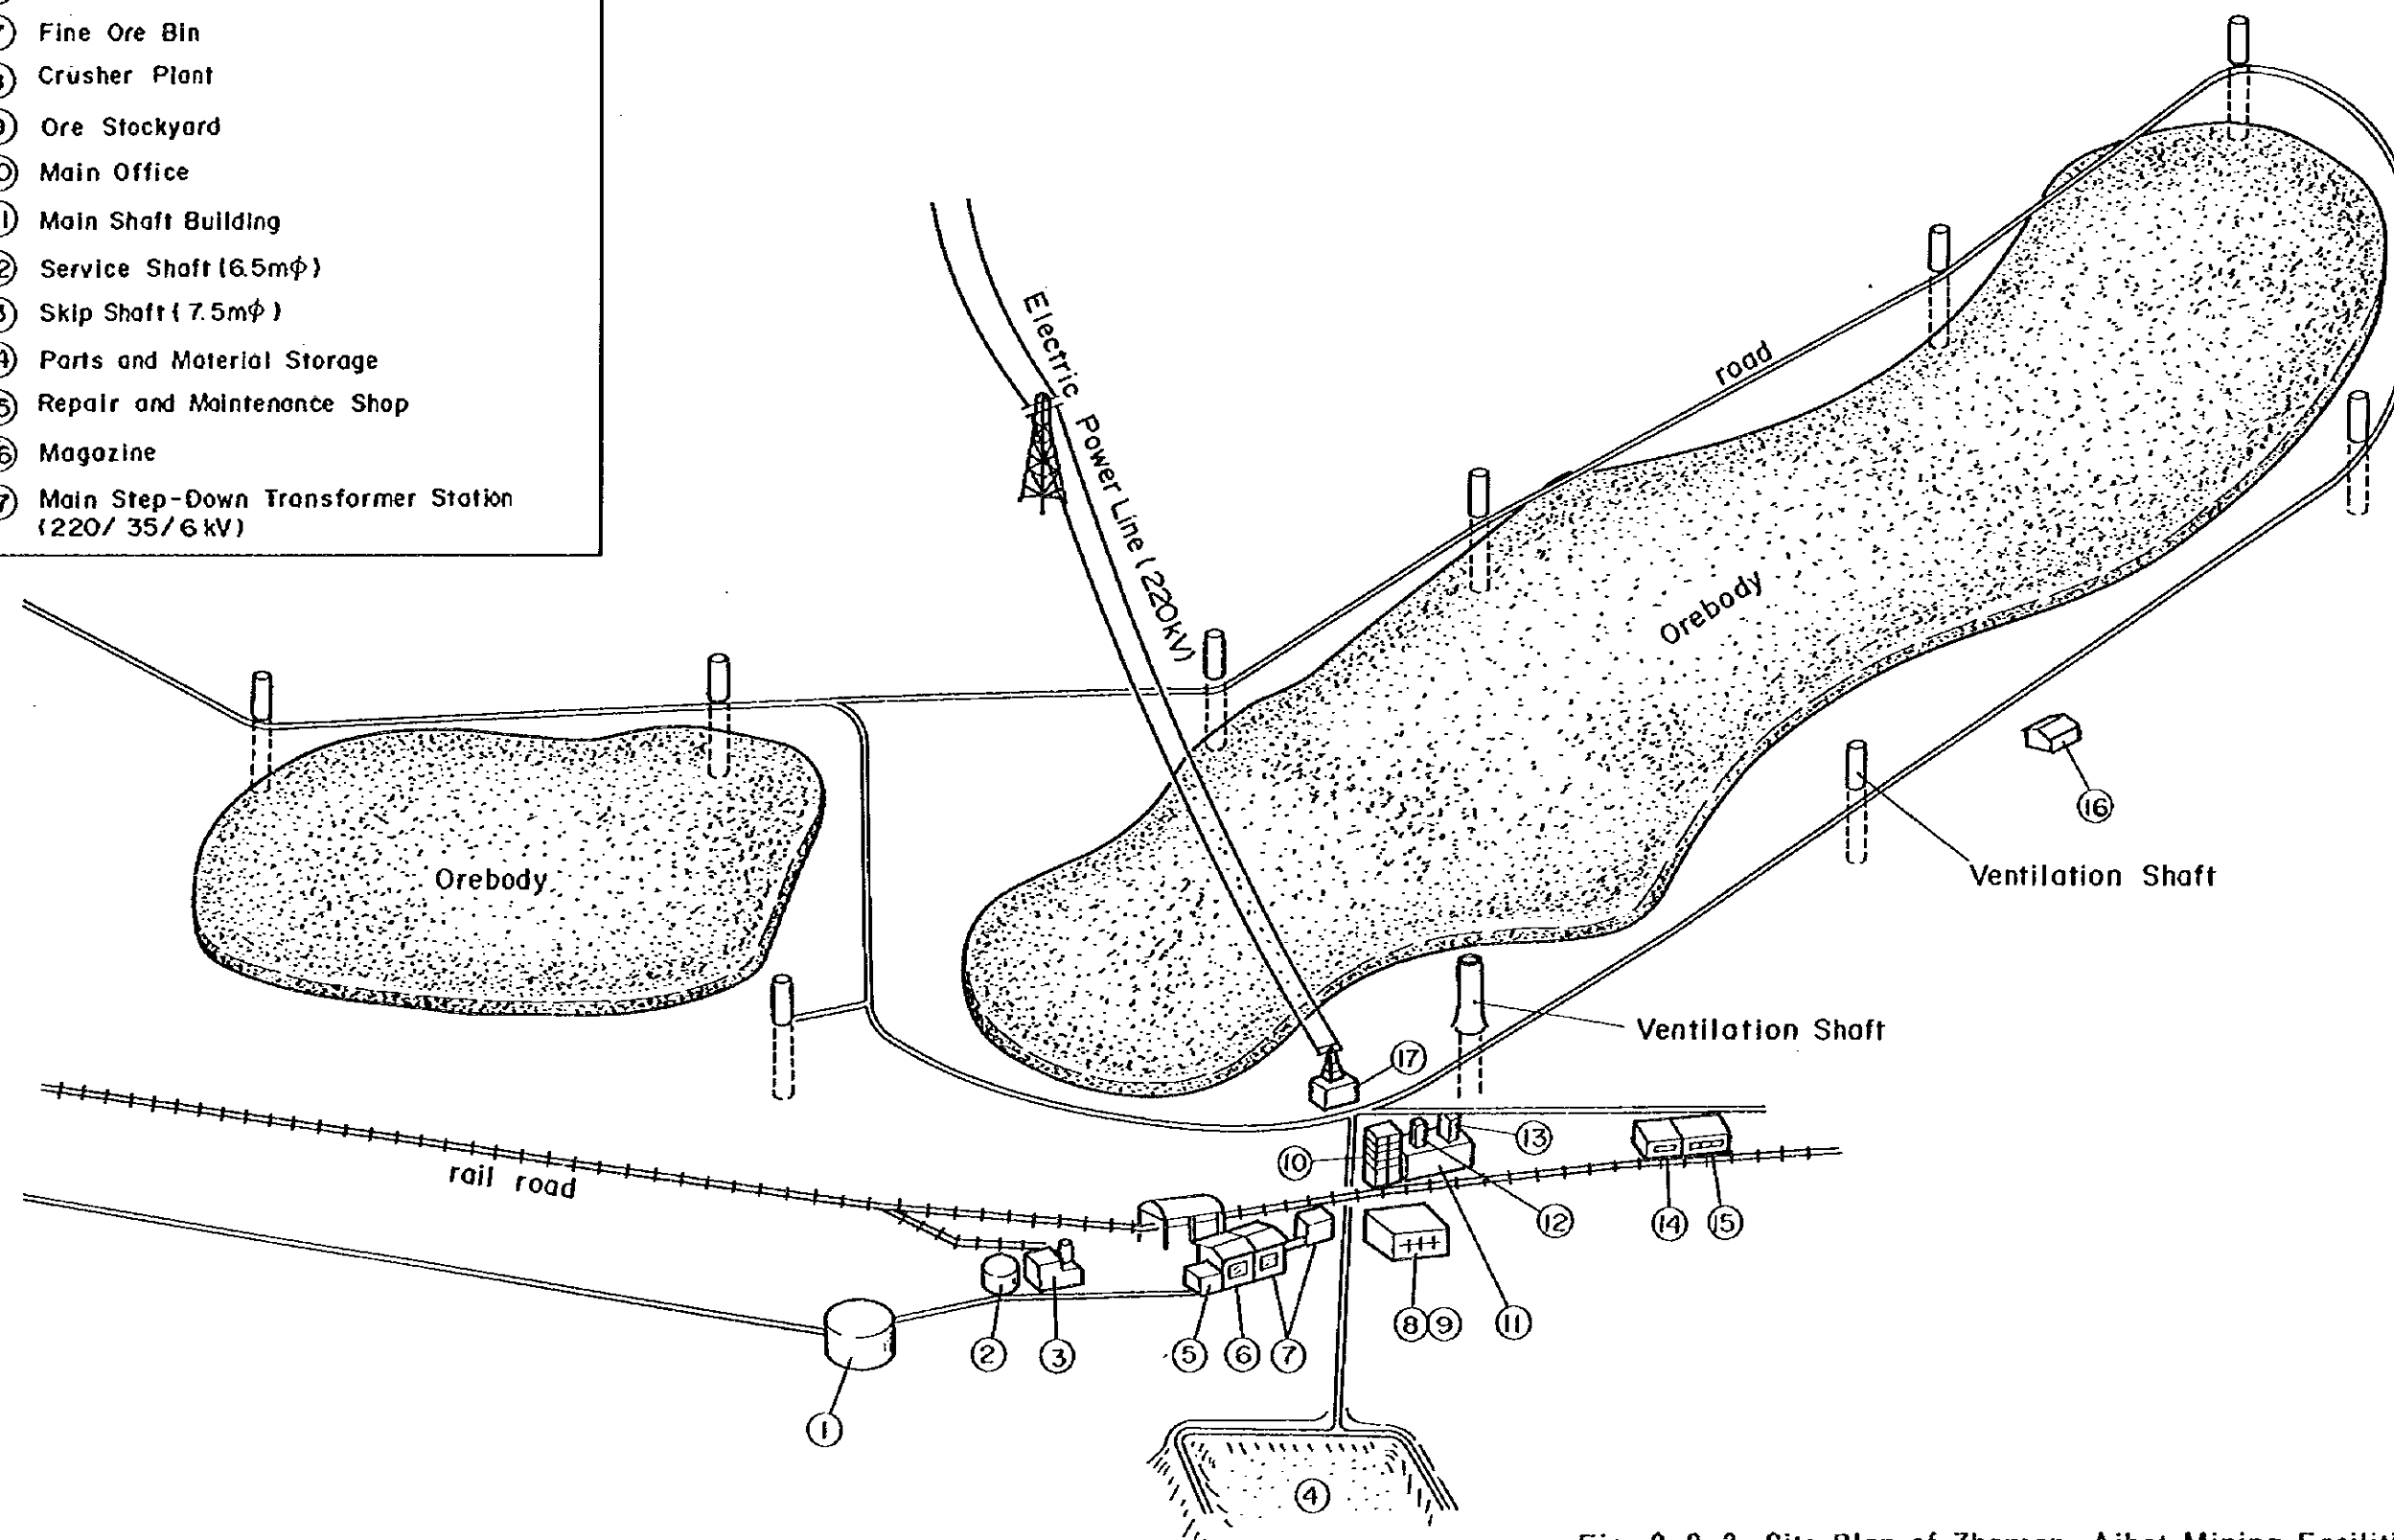 Fine Ore Bin
Crusher Plant
Ore Stockyard
Main Office
Main Shaft Building
Service Shaft (6.5mϕ)
Skip Shaft (7.5mϕ)
Parts and Material Storage
Repair and Maintenance Shop
Magazine
Main Step-Down Transformer Station
(220/ 35/ 6 kV)
Electric Power Line (220kV)
road
Orebody
Orebody
16
Ventilation Shaft
Ventilation Shaft
17
rail road
10
13
12
14
15
2
3
5
6
7
8
9
11
1
4